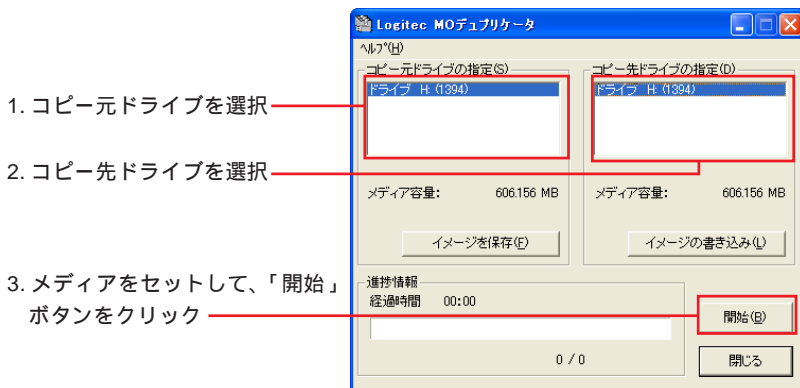 Logitec MOデュプリケータ
ヘルプ(H)
コピー元ドライブの指定(S)
コピー先ドライブの指定(D)
ドライブ H: (1394)
ドライブ H: (1394)
1. コピー元ドライブを選択
2. コピー先ドライブを選択
メディア容量: 606.156 MB
メディア容量: 606.156 MB
イメージを保存(F)
イメージの書き込み(L)
3. メディアをセットして、「開始」
ボタンをクリック
進捗情報
経過時間 00:00
開始(B)
0 / 0
閉じる